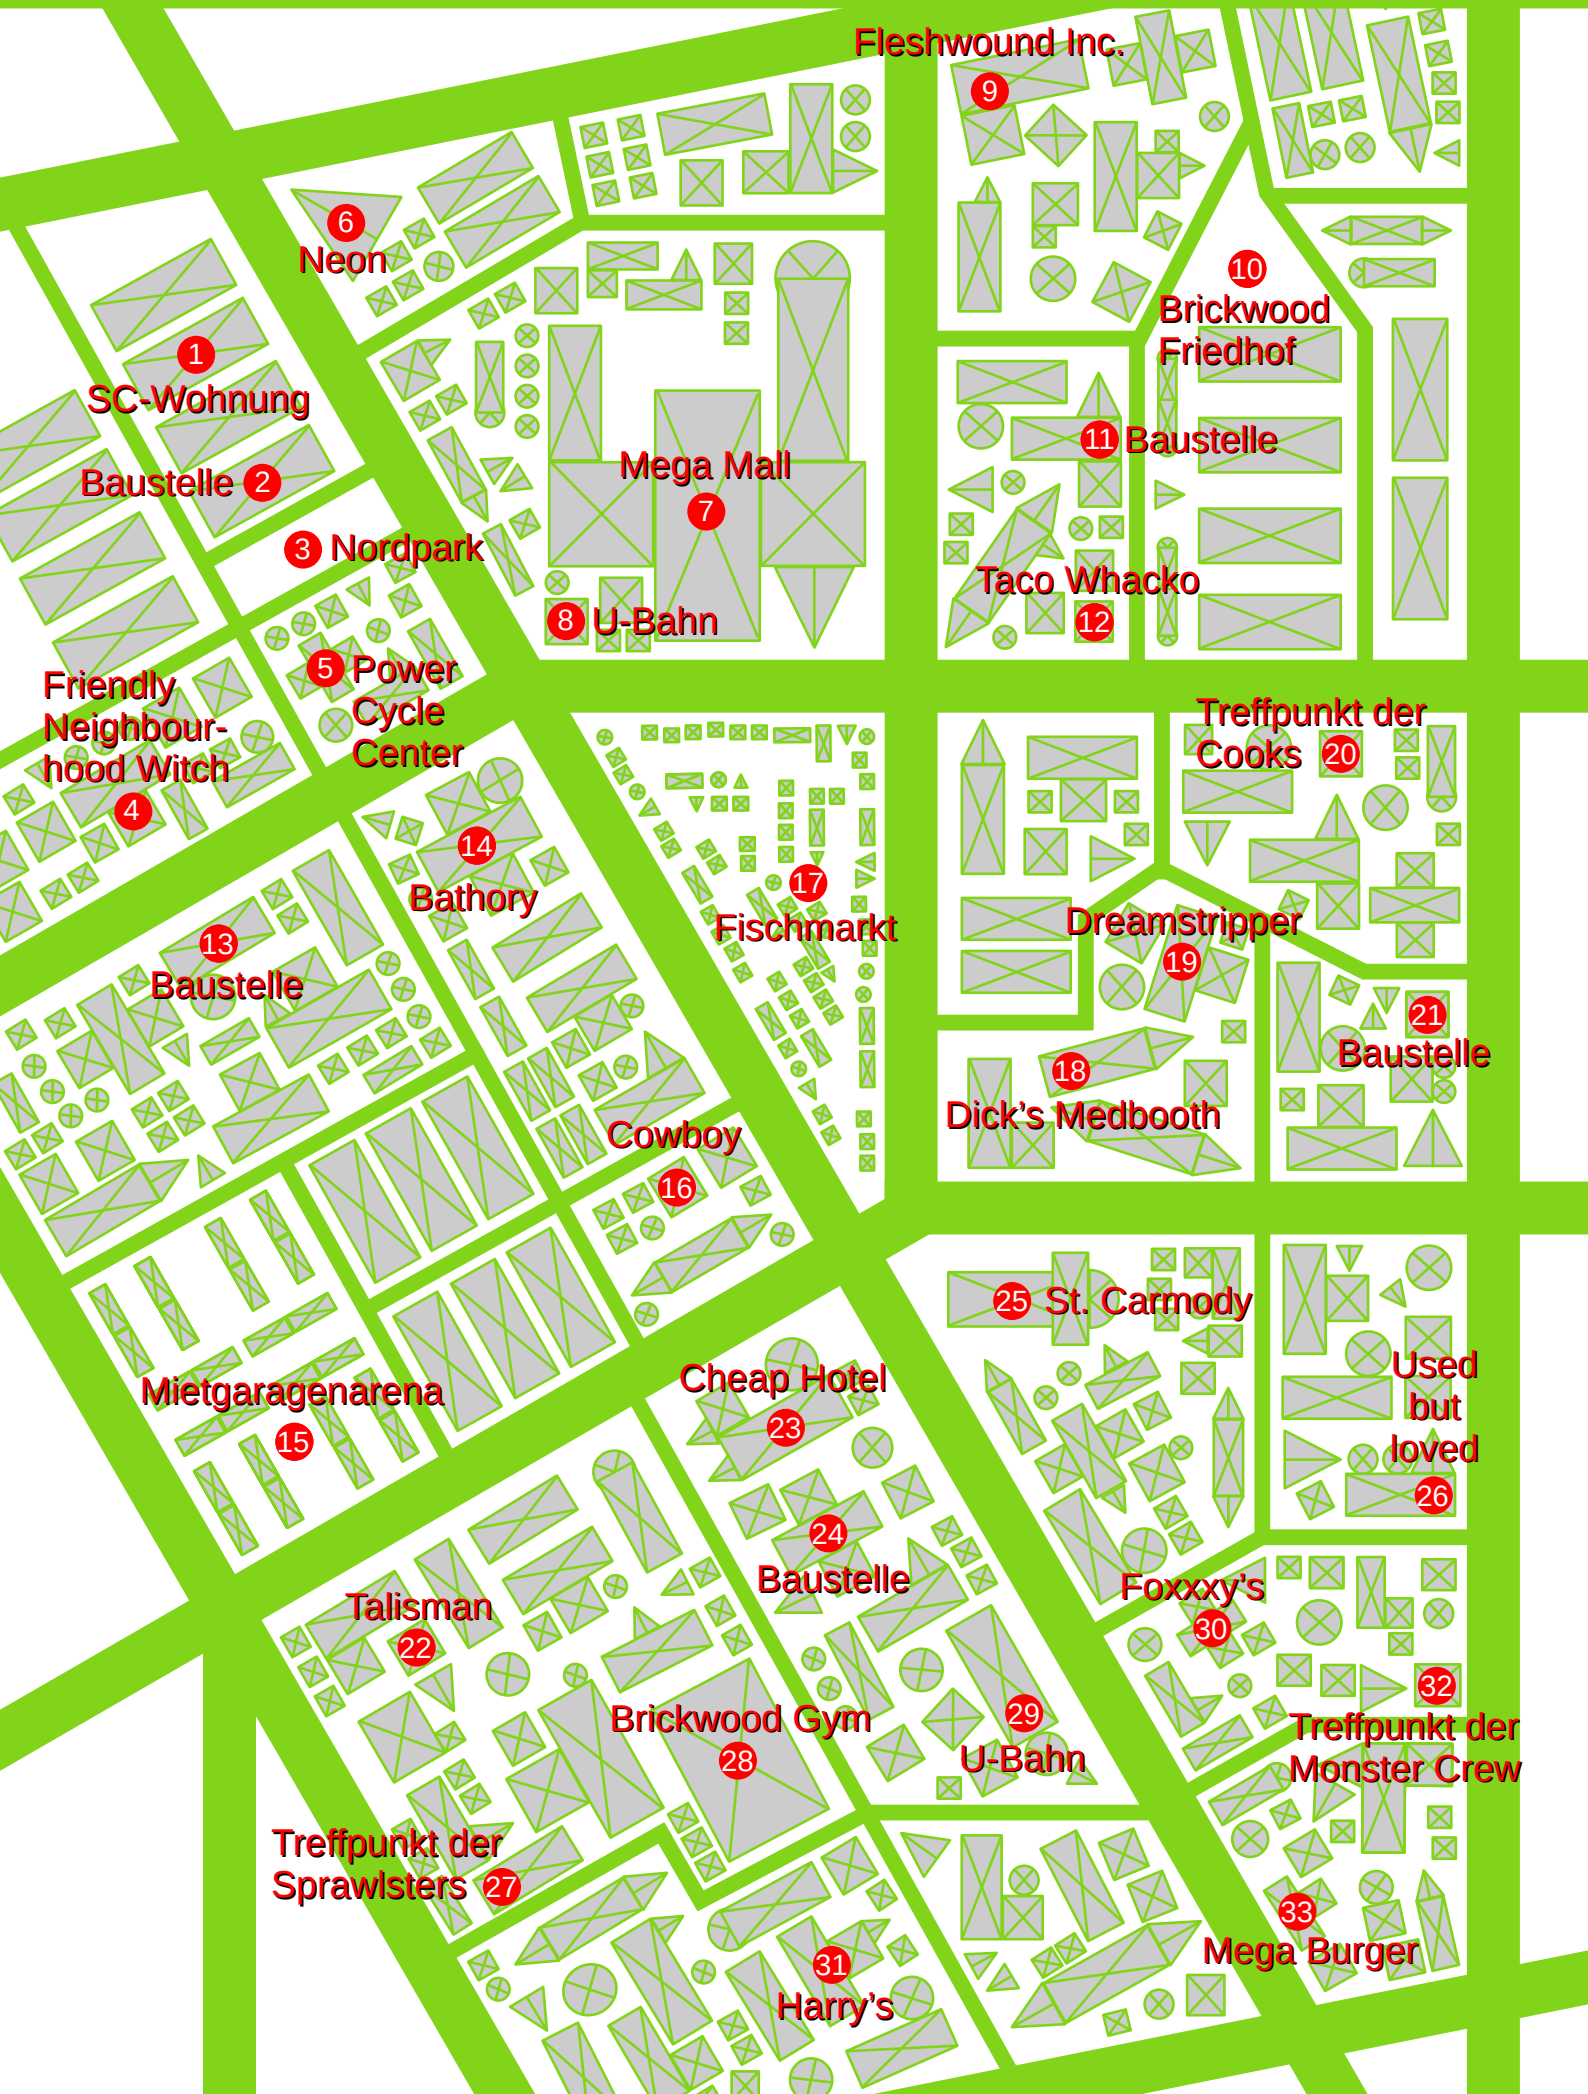 Fleshwound Inc.
9
6
Neon
10
Brickwood
Friedhof
1
SC-Wohnung
Baustelle 2
3 Nordpark
Mega Mall
7
11 Baustelle
Taco Whacko
12
8 U-Bahn
5 Power
Cycle
Center
Friendly
Neighbour-
hood Witch
4
Treffpunkt der
Cooks 20
14
Bathory
17
Fischmarkt
13
Baustelle
Dreamstripper
19
21
Baustelle
18
Dick's Medbooth
Cowboy
16
25 St. Carmody
Used
but
loved
26
Mietgaragenarena
15
Cheap Hotel
23
24
Baustelle
Talisman
22
Foxxxy's
30
32
Treffpunkt der
Monster Crew
Brickwood Gym
28
29
U-Bahn
Treffpunkt der
Sprawlsters 27
31
Harry's
33
Mega Burger